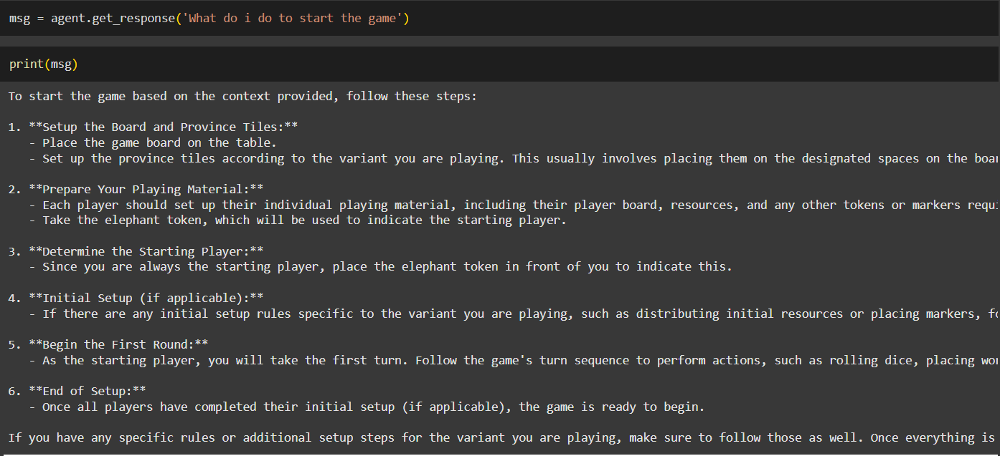 msg = agent.get_response('What do i do to start the game')
print(msg)
To start the game based on the context provided, follow these steps:
1. **Setup the Board and Province Tiles:**
- Place the game board on the table.
- Set up the province tiles according to the variant you are playing. This usually involves placing them on the designated spaces on the
2. **Prepare Your Playing Material:**
- Each player should set up their individual playing material, including their player board, resources, and any other tokens or markers
- Take the elephant token, which will be used to indicate the starting player.
3. **Determine the Starting Player:**
- Since you are always the starting player, place the elephant token in front of you to indicate this.
4. **Initial Setup (if applicable):**
- If there are any initial setup rules specific to the variant you are playing, such as distributing initial resources or placing markers,
5. **Begin the First Round:**
- As the starting player, you will take the first turn. Follow the game's turn sequence to perform actions, such as rolling dice, placing
6. **End of Setup:**
- Once all players have completed their initial setup (if applicable), the game is ready to begin.
If you have any specific rules or additional setup steps for the variant you are playing, make sure to follow those as well. Once everything is